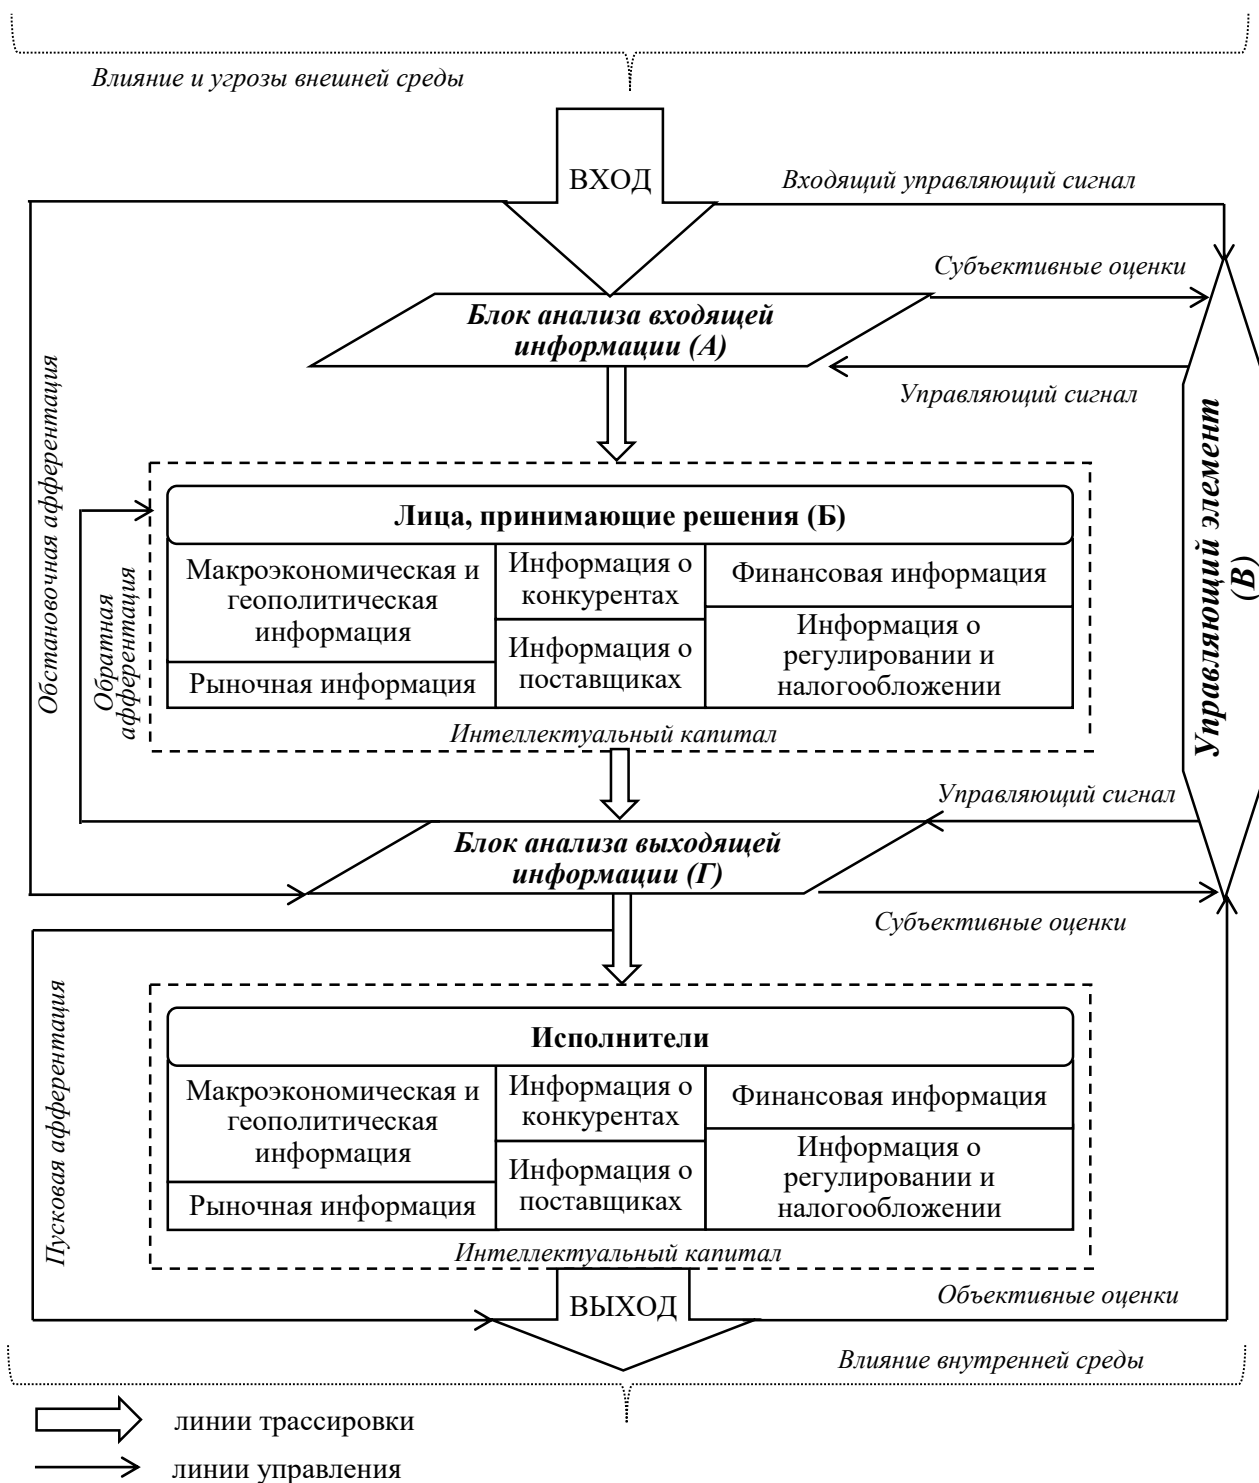 Влияние и угрозы внешней среды
ВХОД
Входящий управляющий сигнал
Субъективные оценки
Блок анализа входящей
информации (А)
Управляющий сигнал
Обстановочная афферентация
Обратная
афферентация
Управляющий элемент
(В)
Лица, принимающие решения (Б)
Макроэкономическая и
геополитическая
информация
Рыночная информация
Информация о
конкурентах
Информация о
поставщиках
Финансовая информация
Информация о
регулировании и
налогообложении
Интеллектуальный капитал
Управляющий сигнал
Блок анализа выходящей
информации (Г)
Субъективные оценки
Пусковая афферентация
Исполнители
Макроэкономическая и
геополитическая
информация
Рыночная информация
Информация о
конкурентах
Информация о
поставщиках
Финансовая информация
Информация о
регулировании и
налогообложении
Интеллектуальный капитал
ВЫХОД
Объективные оценки
Влияние внутренней среды
линии трассировки
линии управления